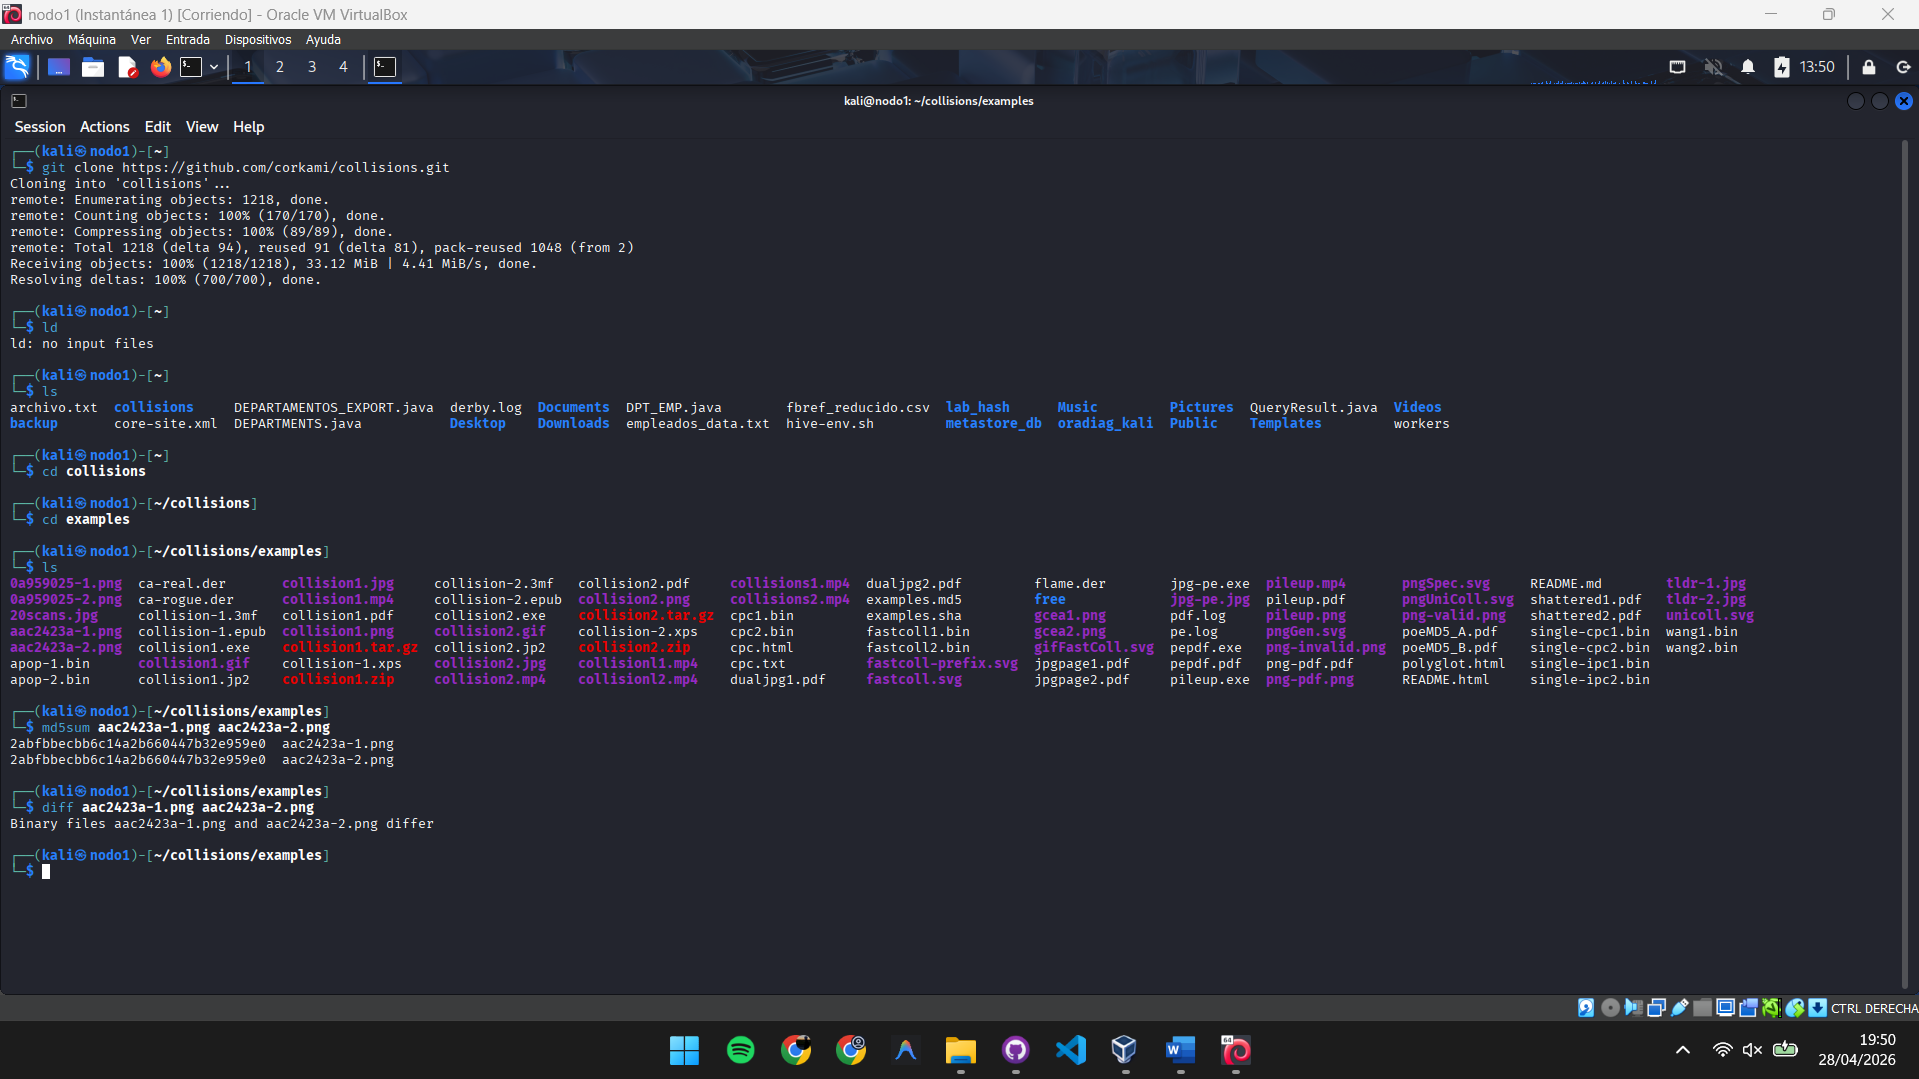 nodo1 (Instantánea 1) [Corriendo] - Oracle VM VirtualBox
Archivo Máquina Ver Entrada Dispositivos Ayuda
1 2 3 4 13:50
kali@nodo1: ~/collisions/examples
Session Actions Edit View Help
┌──(kali㉿nodo1)-[~]
└─$ git clone https://github.com/corkami/collisions.git
Cloning into 'collisions'...
remote: Enumerating objects: 1218, done.
remote: Counting objects: 100% (170/170), done.
remote: Compressing objects: 100% (89/89), done.
remote: Total 1218 (delta 94), reused 91 (delta 81), pack-reused 1048 (from 2)
Receiving objects: 100% (1218/1218), 33.12 MiB | 4.41 MiB/s, done.
Resolving deltas: 100% (700/700), done.
┌──(kali㉿nodo1)-[~]
└─$ ld
ld: no input files
┌──(kali㉿nodo1)-[~]
└─$ ls
archivo.txt collisions DEPARTAMENTOS_EXPORT.java derby.log Documents DPT_EMP.java fbref_reducido.csv lab_hash Music Pictures QueryResult.java Videos
backup core-site.xml DEPARTMENTS.java Desktop Downloads empleados_data.txt hive-env.sh metastore_db oradiag_kali Public Templates workers
┌──(kali㉿nodo1)-[~]
└─$ cd collisions
┌──(kali㉿nodo1)-[~/collisions]
└─$ cd examples
┌──(kali㉿nodo1)-[~/collisions/examples]
└─$ ls
0a959025-1.png ca-real.der collision1.jpg collision-2.3mf collision2.pdf collisions1.mp4 dualjpg2.pdf flame.der jpg-pe.exe pileup.mp4 pngSpec.svg README.md tldr-1.jpg
0a959025-2.png ca-rogue.der collision1.mp4 collision-2.epub collision2.png collisions2.mp4 examples.md5 free jpg-pe.jpg pileup.pdf pngUniColl.svg shattered1.pdf tldr-2.jpg
20scans.jpg collision-1.3mf collision1.pdf collision2.exe collision2.tar.gz cpc1.bin examples.sha gcea1.png pdf.log pileup.png png-valid.png shattered2.pdf unicoll.svg
aac2423a-1.png collision-1.epub collision1.png collision2.gif collision-2.xps cpc2.bin fastcoll1.bin gcea2.png pe.log pngGen.svg poeMD5_A.pdf single-cpc1.bin wang1.bin
aac2423a-2.png collision1.exe collision1.tar.gz collision2.jp2 collision2.zip cpc.html fastcoll2.bin gifFastColl.svg pepdf.exe png-invalid.png poeMD5_B.pdf single-cpc2.bin wang2.bin
apop-1.bin collision1.gif collision-1.xps collision2.jpg collisionl1.mp4 cpc.txt fastcoll-prefix.svg jpgpage1.pdf pepdf.pdf png-pdf.pdf polyglot.html single-ipc1.bin
apop-2.bin collision1.jp2 collision1.zip collision2.mp4 collisionl2.mp4 dualjpg1.pdf fastcoll.svg jpgpage2.pdf pileup.exe png-pdf.png README.html single-ipc2.bin
┌──(kali㉿nodo1)-[~/collisions/examples]
└─$ md5sum aac2423a-1.png aac2423a-2.png
2abfbbecbb6c14a2b660447b32e959e0 aac2423a-1.png
2abfbbecbb6c14a2b660447b32e959e0 aac2423a-2.png
┌──(kali㉿nodo1)-[~/collisions/examples]
└─$ diff aac2423a-1.png aac2423a-2.png
Binary files aac2423a-1.png and aac2423a-2.png differ
┌──(kali㉿nodo1)-[~/collisions/examples]
└─$
CTRL DERECHA
19:50
28/04/2026